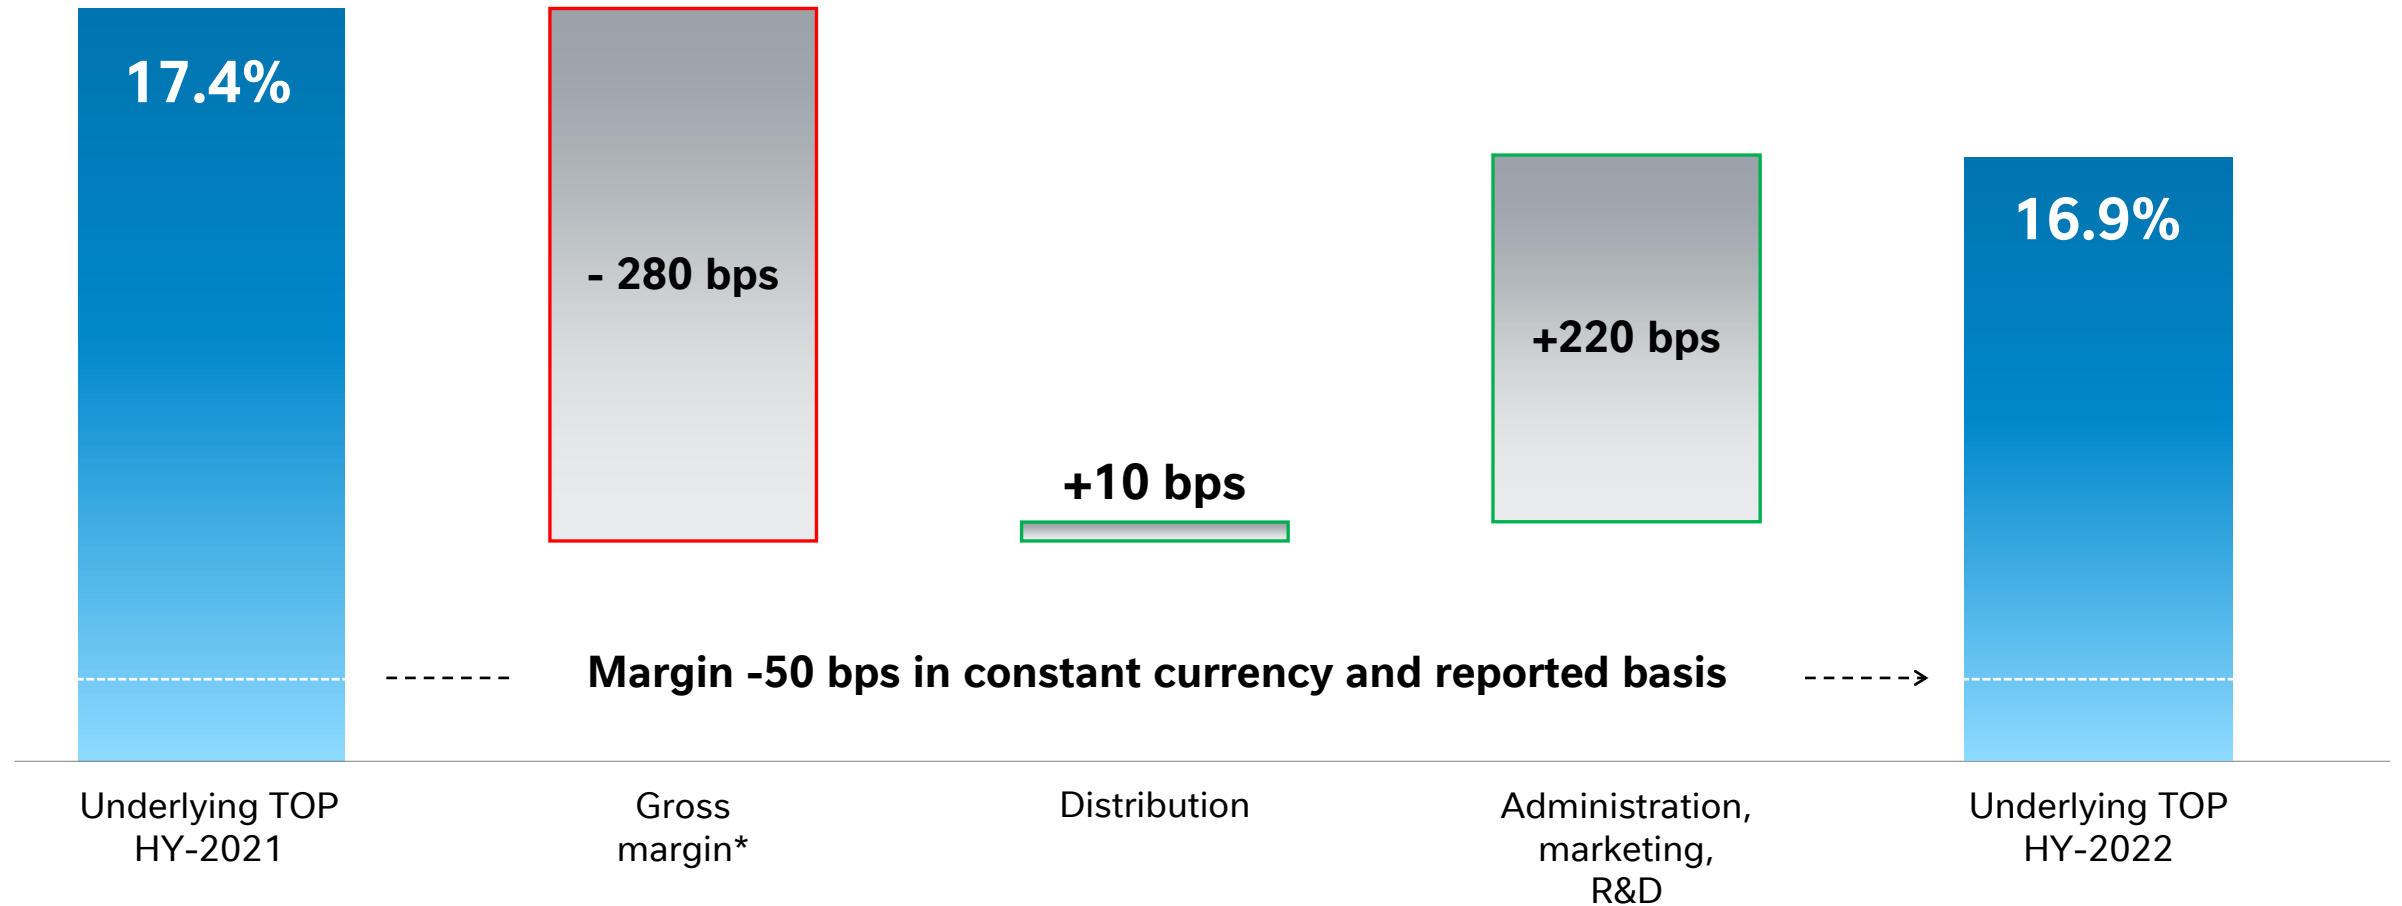 17.4%
- 280 bps
+10 bps
+220 bps
16.9%
Margin -50 bps in constant currency and reported basis
Underlying TOP
HY-2021
Gross
margin*
Distribution
Administration,
marketing,
R&D
Underlying TOP
HY-2022